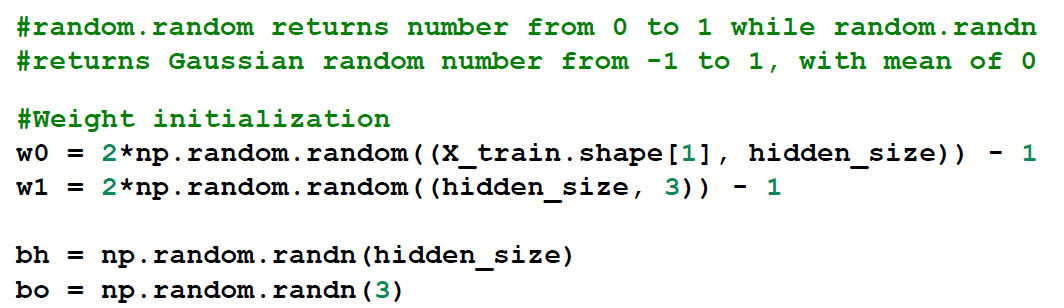 #random.random returns number from 0 to 1 while random.randn
#returns Gaussian random number from -1 to 1, with mean of 0
#Weight initialization
w0 = 2*np.random.random((X_train.shape[1], hidden_size)) - 1
w1 = 2*np.random.random((hidden_size, 3)) - 1
bh = np.random.randn(hidden_size)
bo = np.random.randn(3)